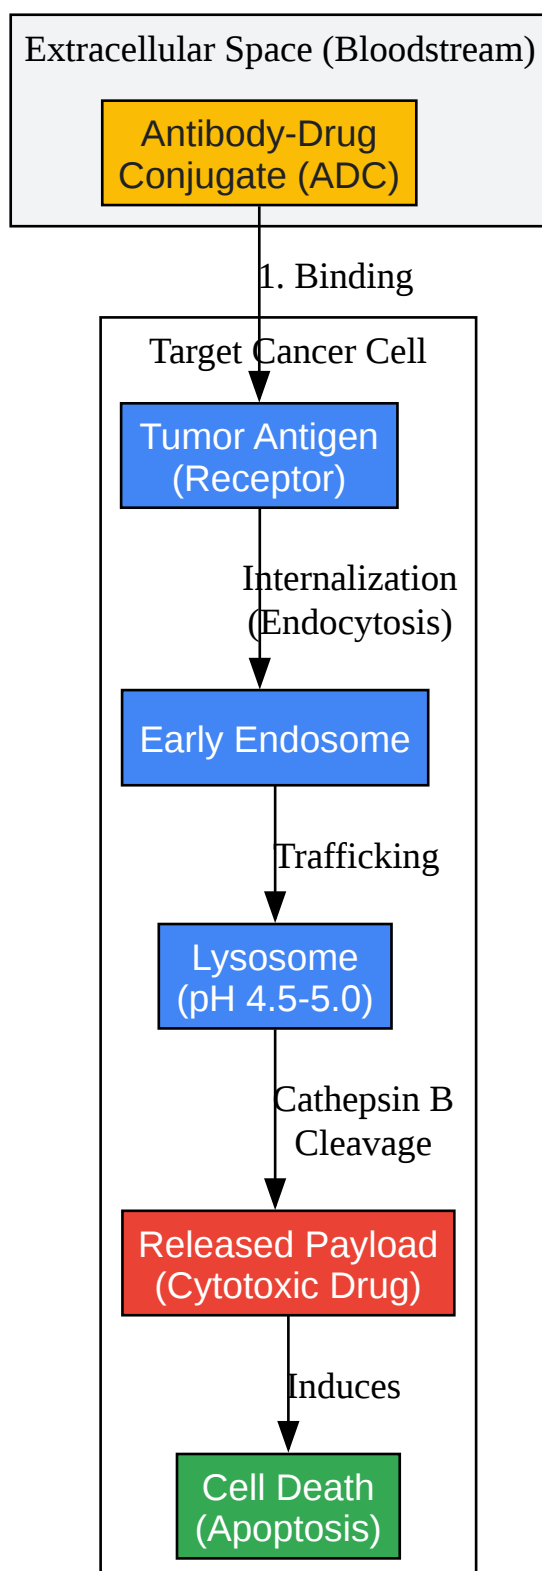 Extracellular Space (Bloodstream)
Antibody-Drug
Conjugate (ADC)
1. Binding
Target Cancer Cell
Tumor Antigen
(Receptor)
Internalization
(Endocytosis)
Early Endosome
Trafficking
Lysosome
(pH 4.5-5.0)
Cathepsin B
Cleavage
Released Payload
(Cytotoxic Drug)
Induces
Cell Death
(Apoptosis)